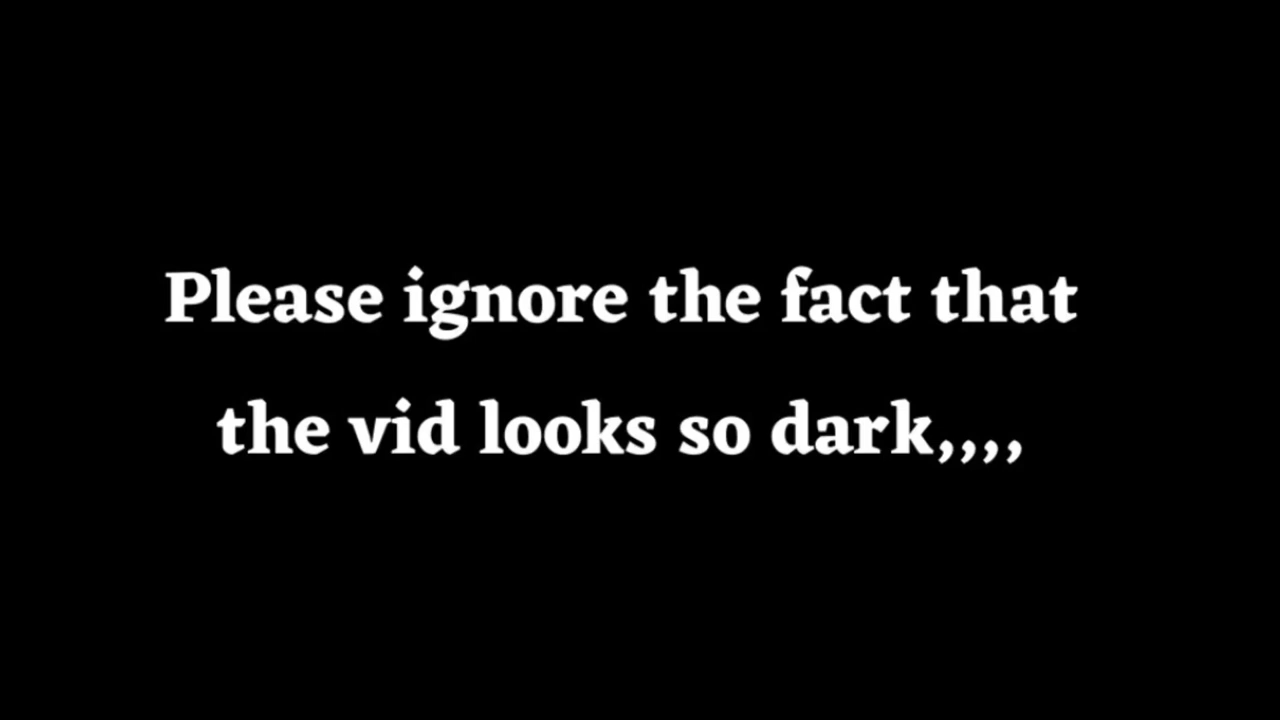 Please ignore the fact that
the vid looks so dark,,,,